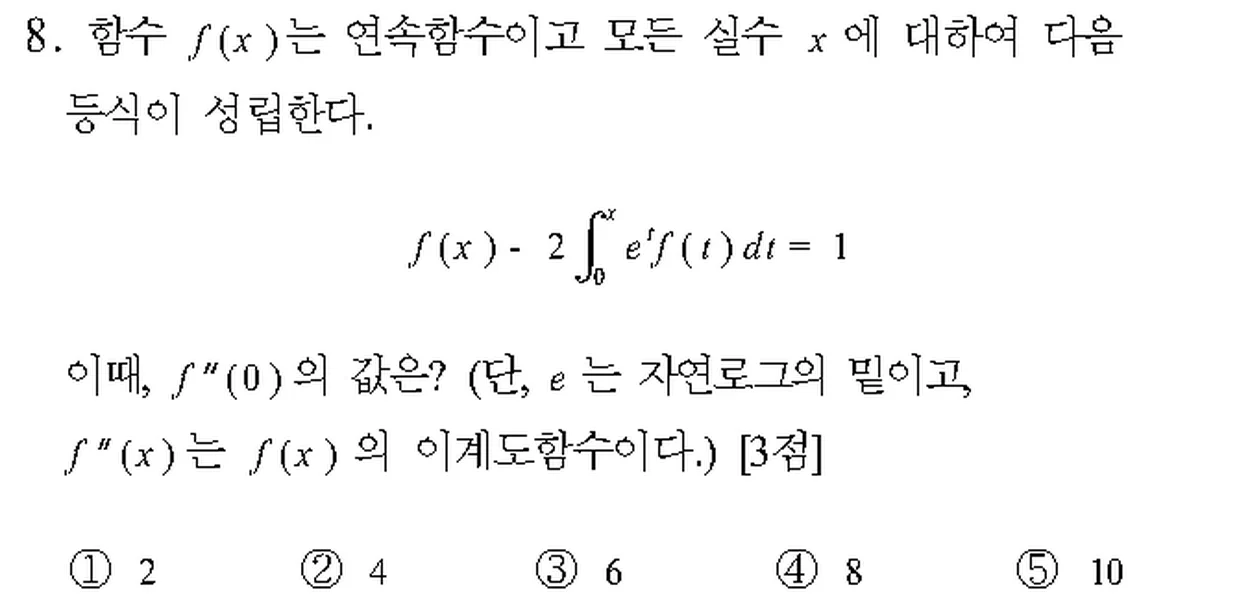 8. 함수 f(x)는 연속함수이고 모든 실수 x에 대하여 다음
등식이 성립한다.
f(x) - 2∫₀ˣ eᵗf(t)dt = 1
이때, f″(0)의 값은? (단, e는 자연로그의 밑이고,
f″(x)는 f(x)의 이계도함수이다.) [3점]
① 2 ② 4 ③ 6 ④ 8 ⑤ 10